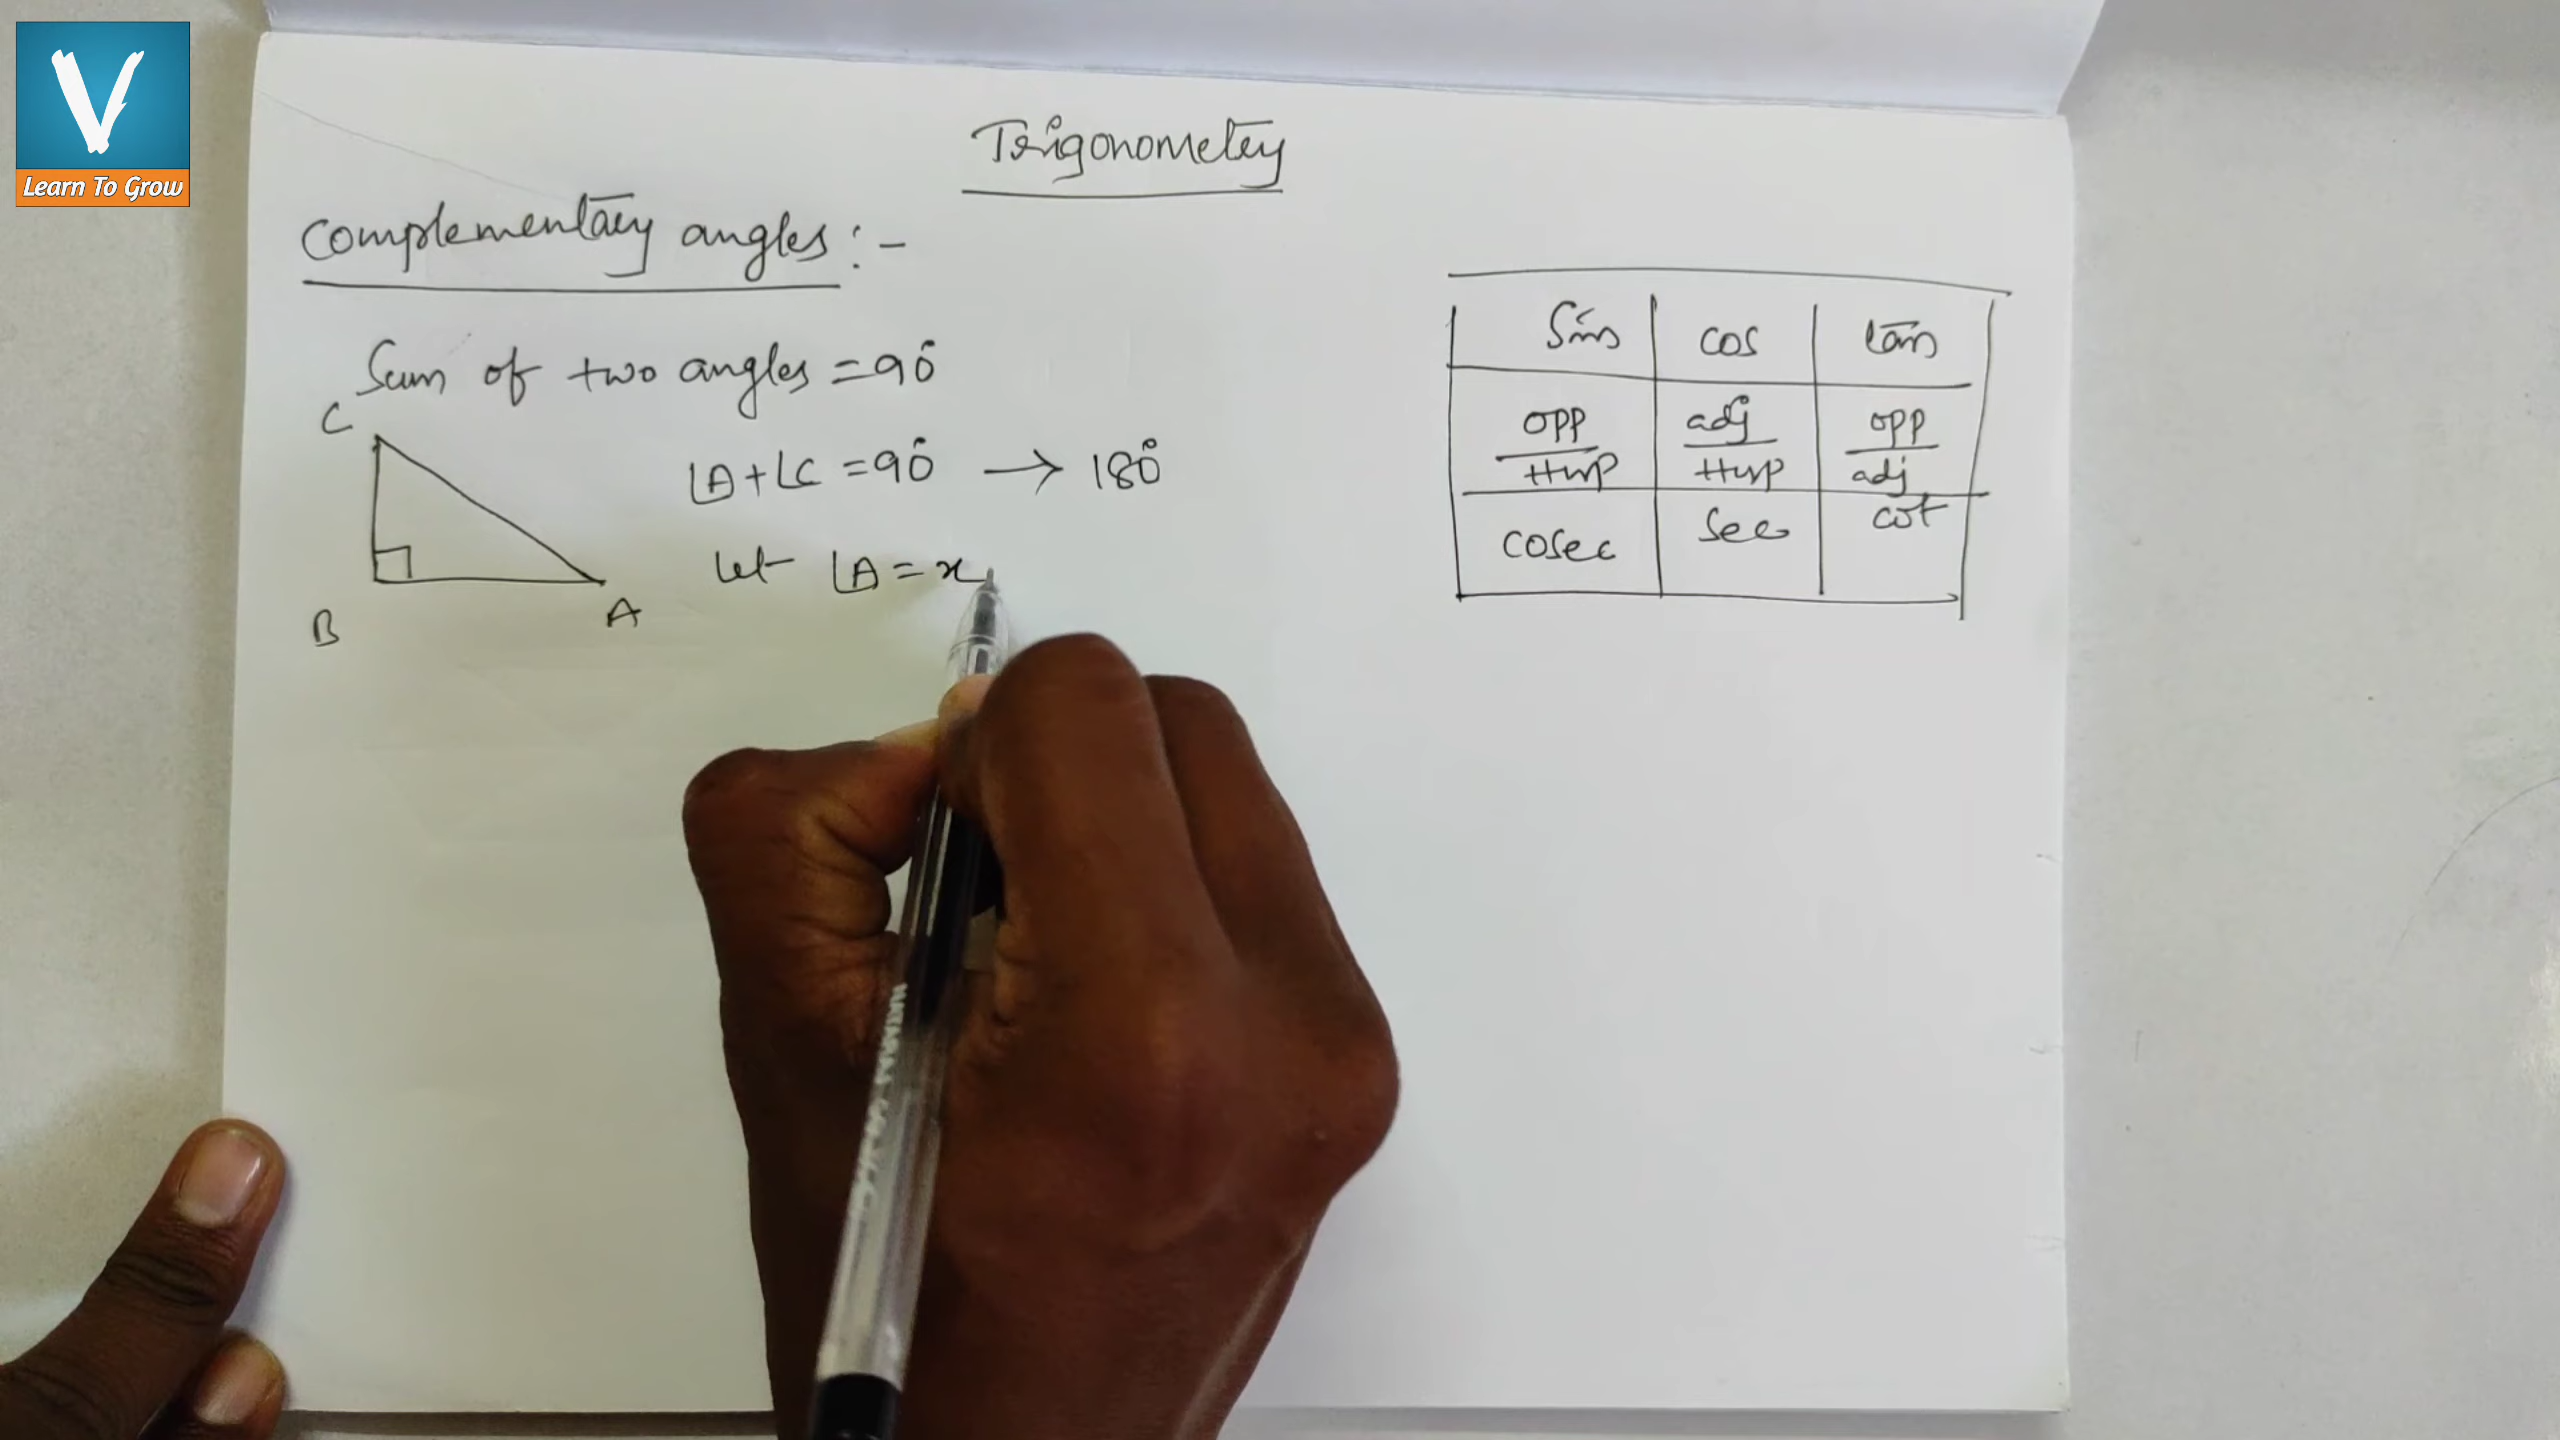 V
Learn To Grow
Trigonometry
Complementary angles :-
Sum of two angles = 90°
C
∠A + ∠C = 90° → 180°
let ∠A = x
B
A
Sin cos tan
opp/Hyp adj/Hyp opp/adj
cosec sec cot